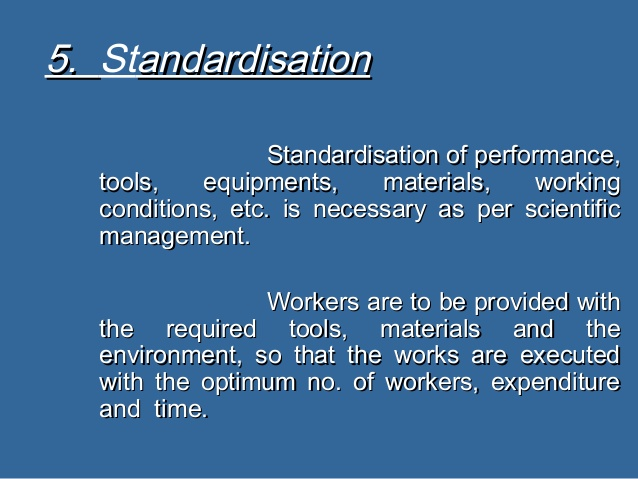 5. Standardisation
Standardisation of performance,
tools, equipments, materials, working
conditions, etc. is necessary as per scientific
management.
Workers are to be provided with
the required tools, materials and the
environment, so that the works are executed
with the optimum no. of workers, expenditure
and time.